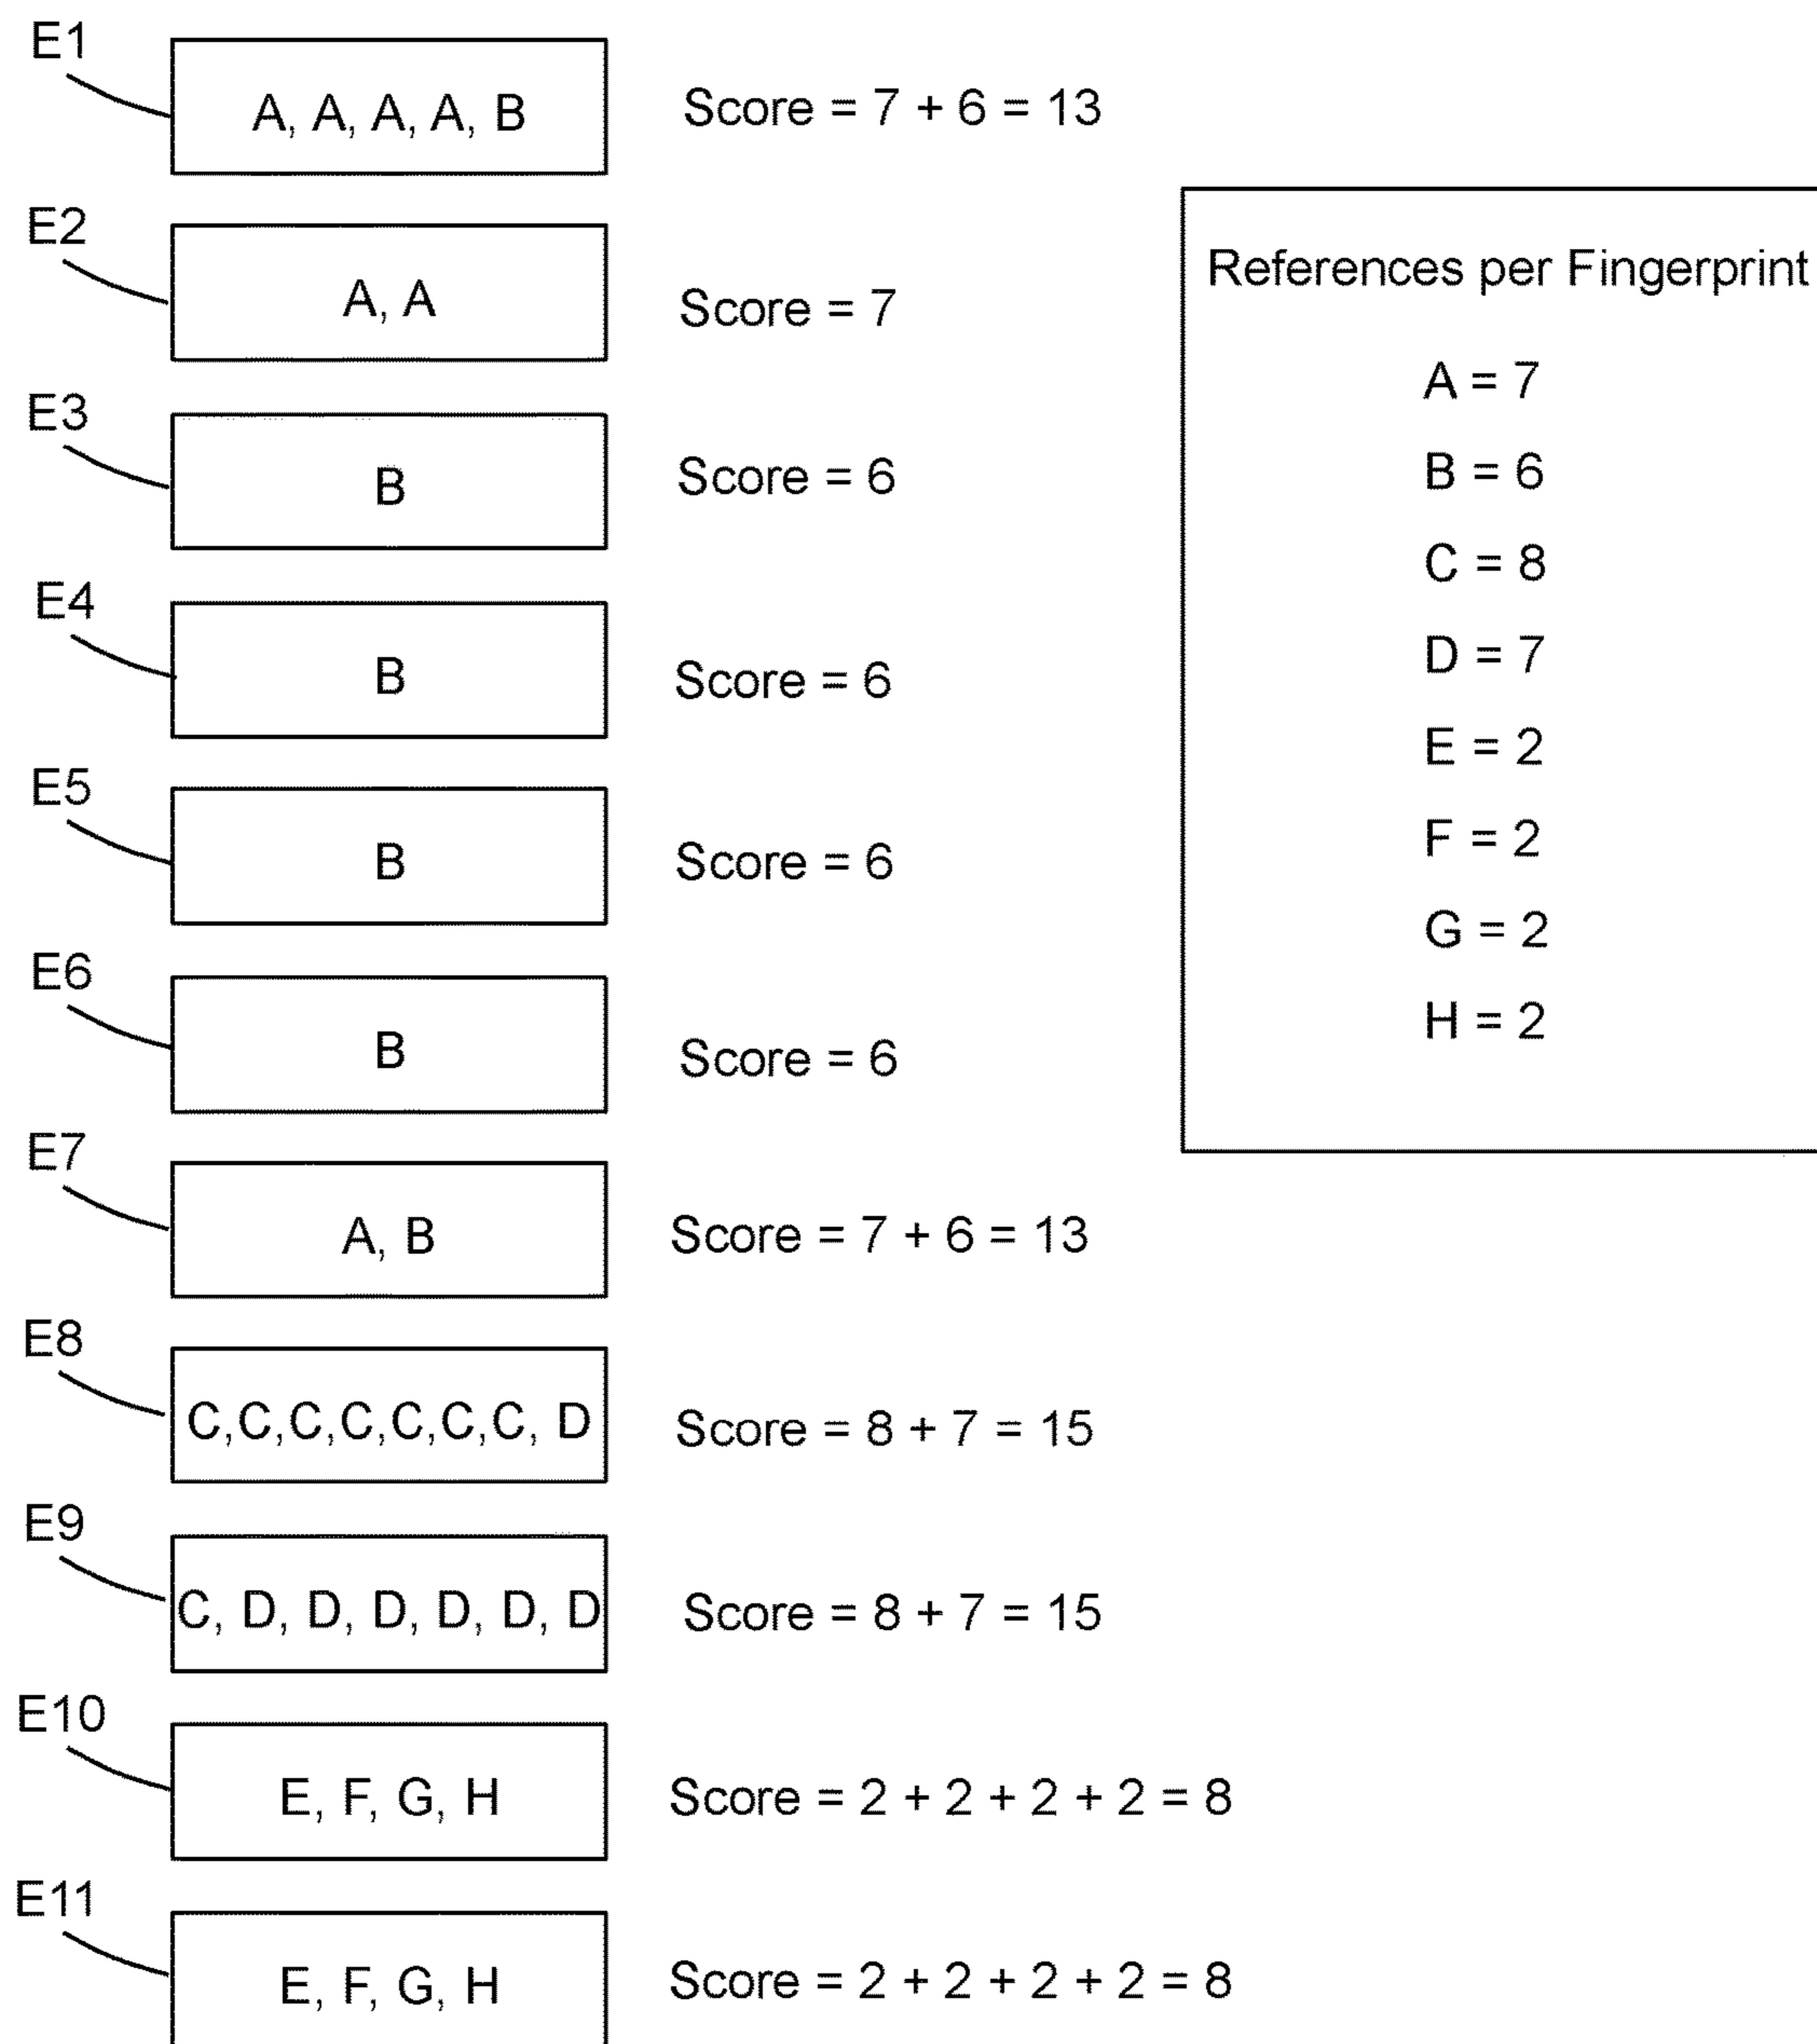 E1
A, A, A, A, B
Score = 7 + 6 = 13
E2
A, A
Score = 7
E3
B
Score = 6
E4
B
Score = 6
E5
B
Score = 6
E6
B
Score = 6
E7
A, B
Score = 7 + 6 = 13
E8
C,C,C,C,C,C,C, D
Score = 8 + 7 = 15
E9
C, D, D, D, D, D, D
Score = 8 + 7 = 15
E10
E, F, G, H
Score = 2 + 2 + 2 + 2 = 8
E11
E, F, G, H
Score = 2 + 2 + 2 + 2 = 8
References per Fingerprint
A = 7
B = 6
C = 8
D = 7
E = 2
F = 2
G = 2
H = 2